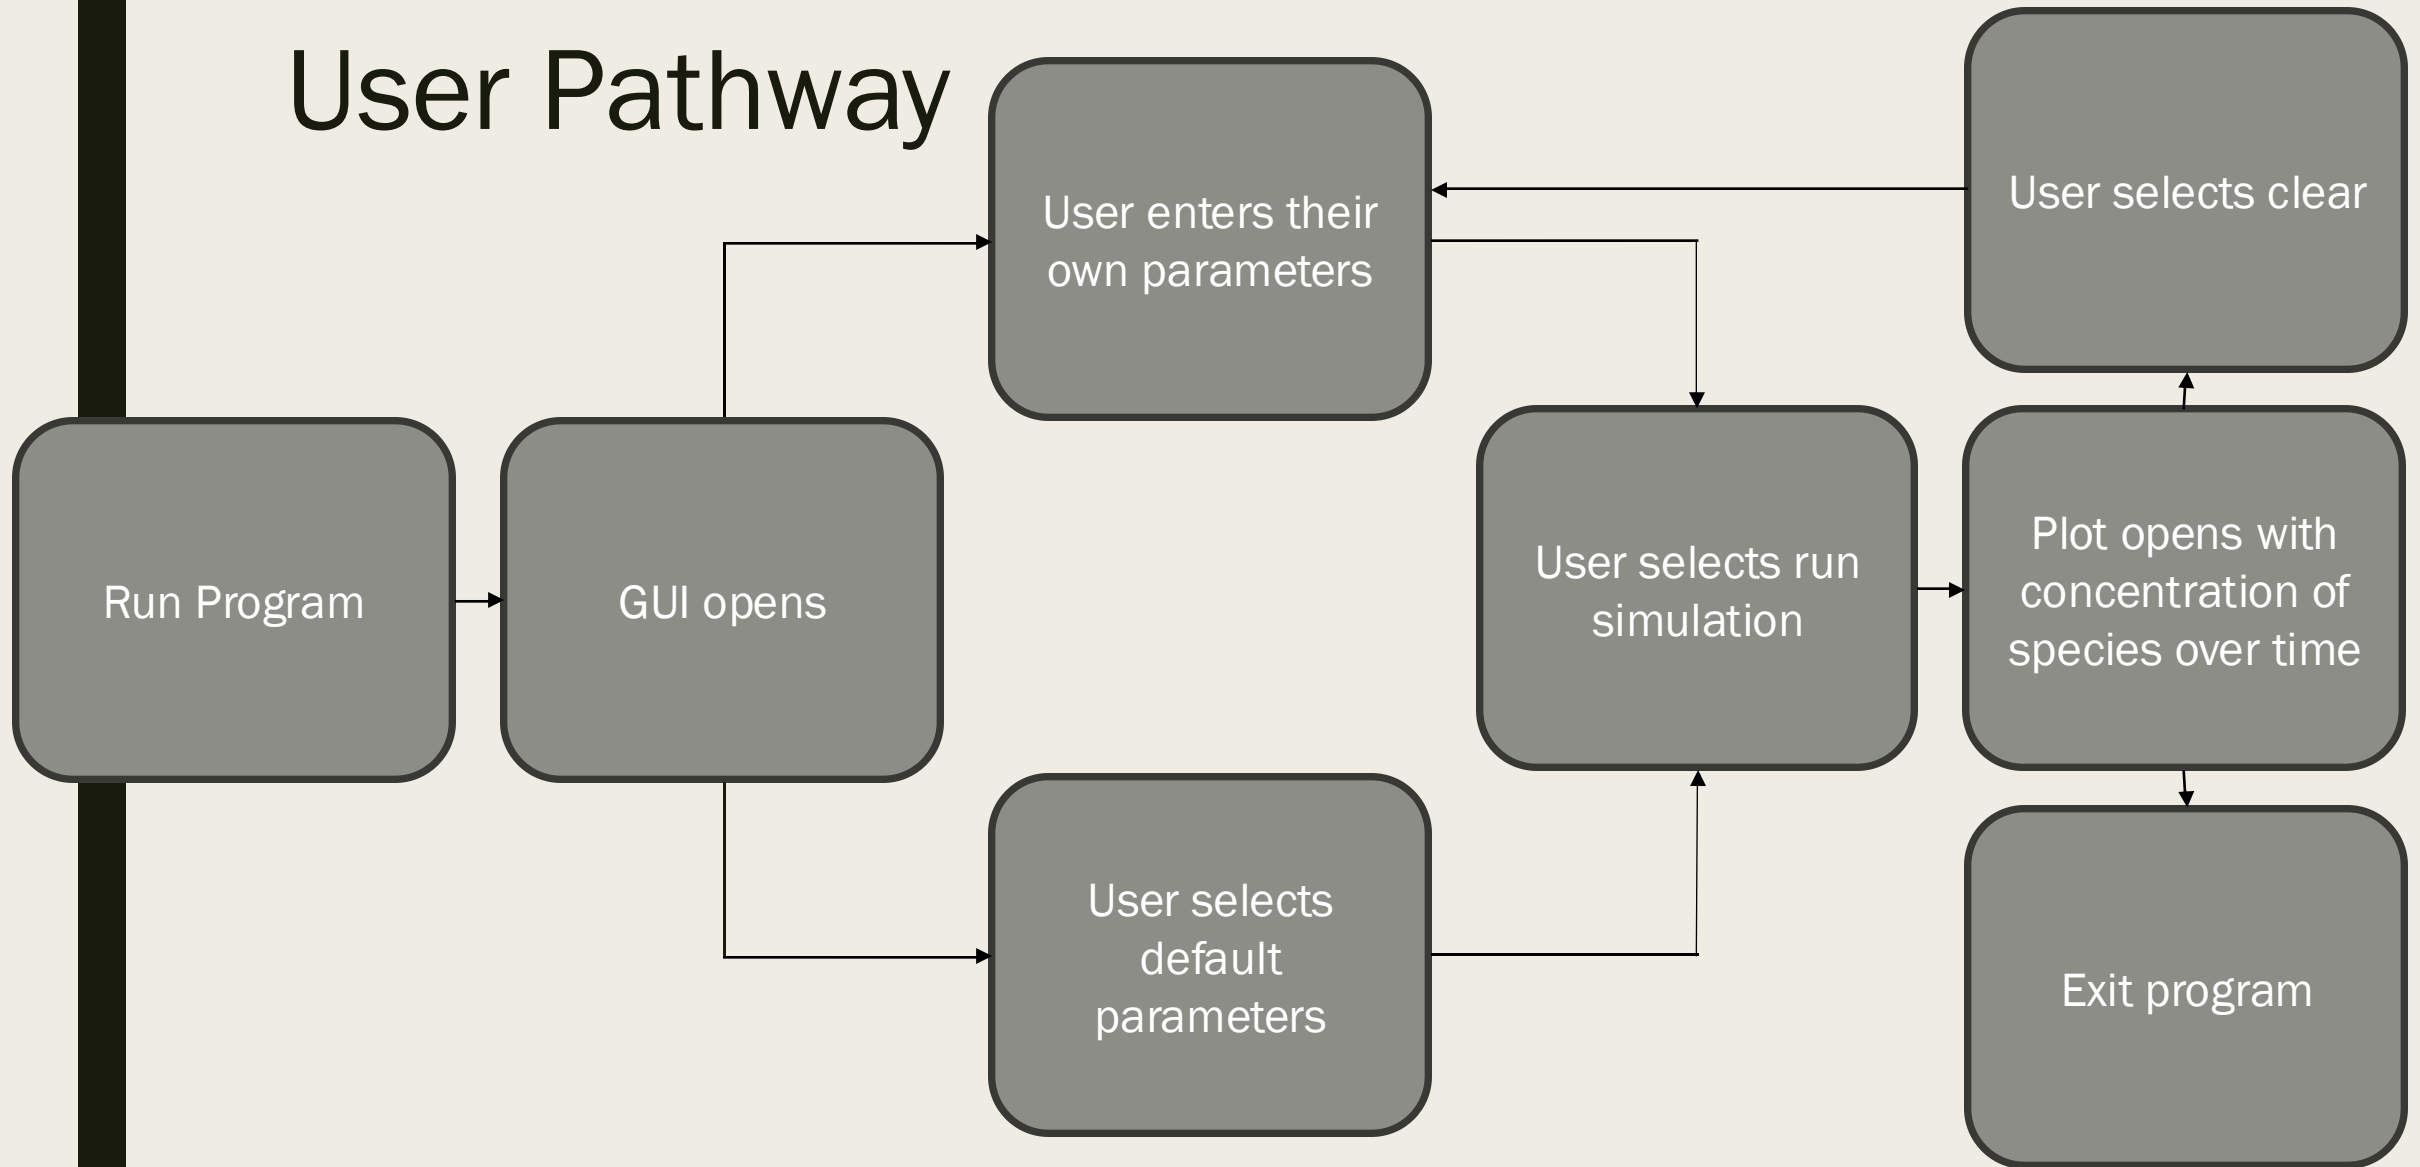 User Pathway
Run Program
GUI opens
User enters their
own parameters
User selects
default
parameters
User selects run
simulation
Plot opens with
concentration of
species over time
User selects clear
Exit program